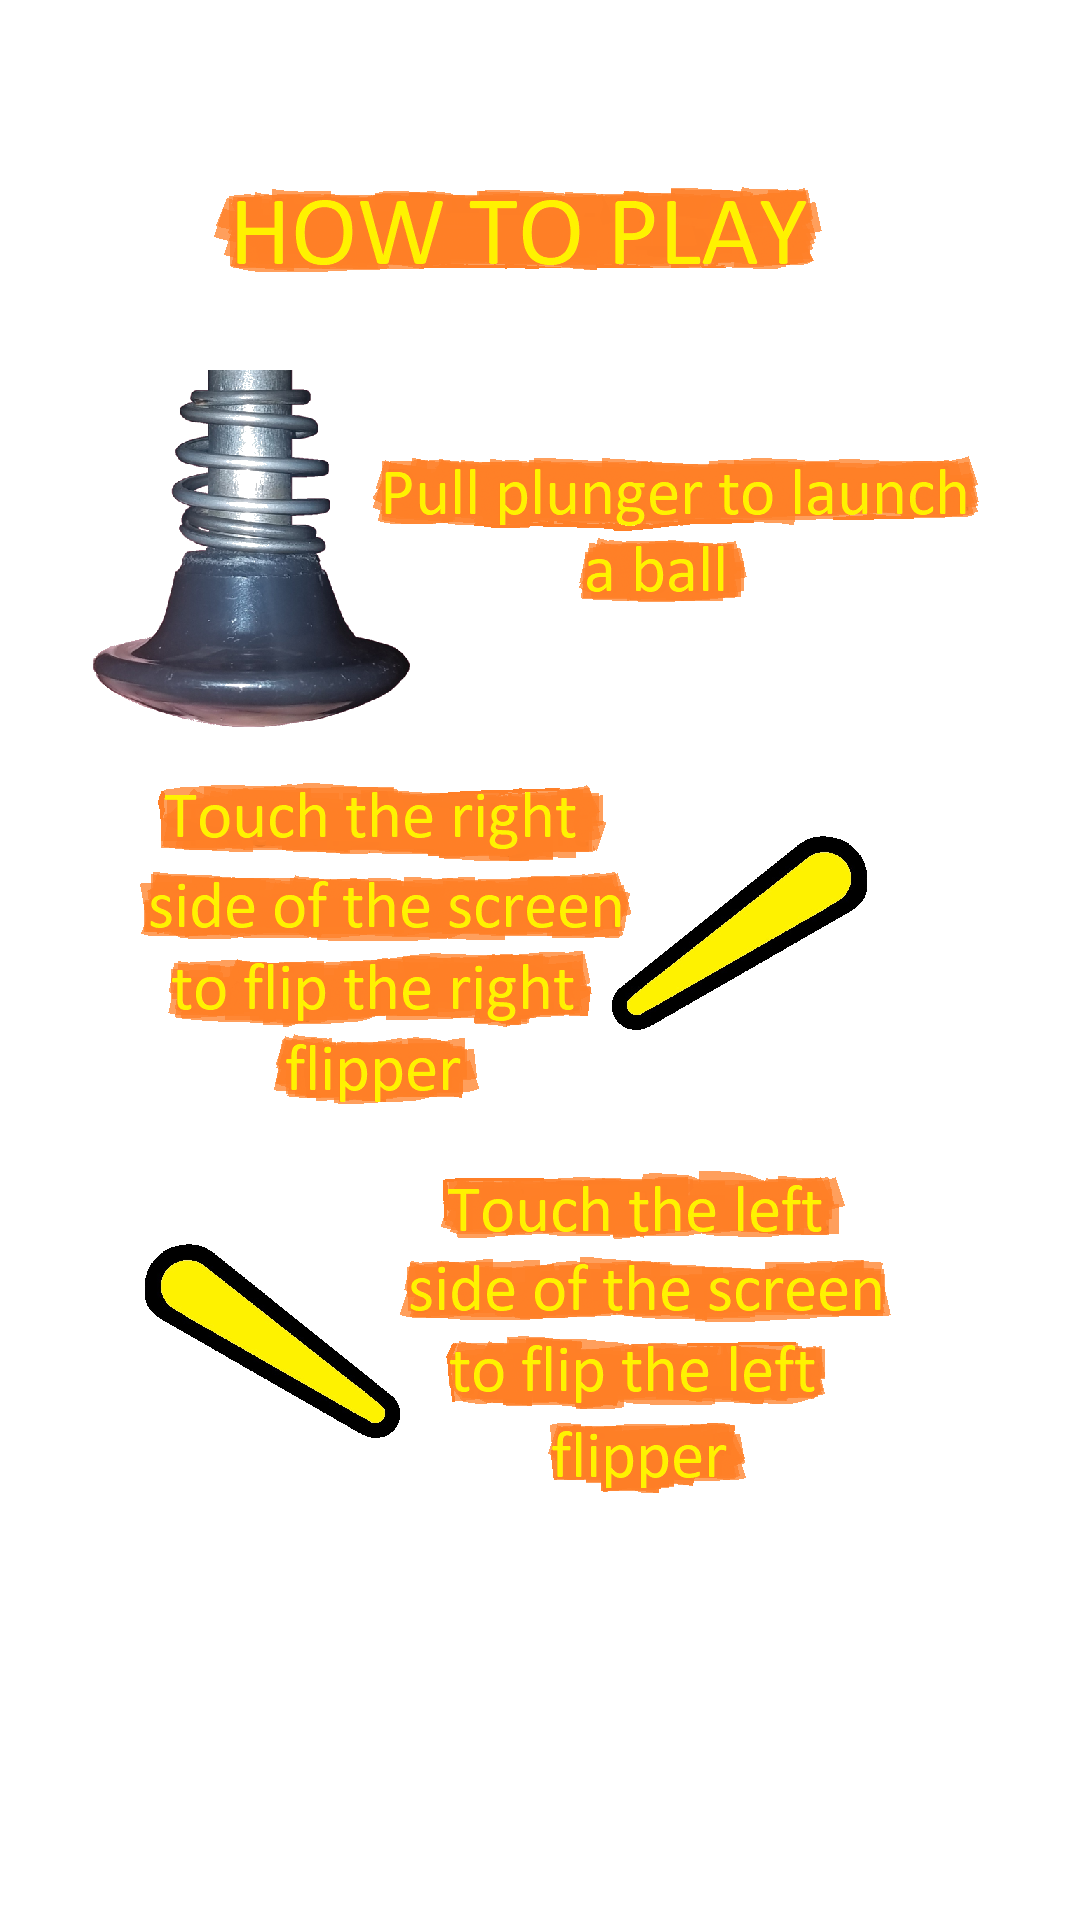 HOW TO PLAY
Pull plunger to launch
a ball
Touch the right
side of the screen
to flip the right
flipper
Touch the left
side of the screen
to flip the left
flipper